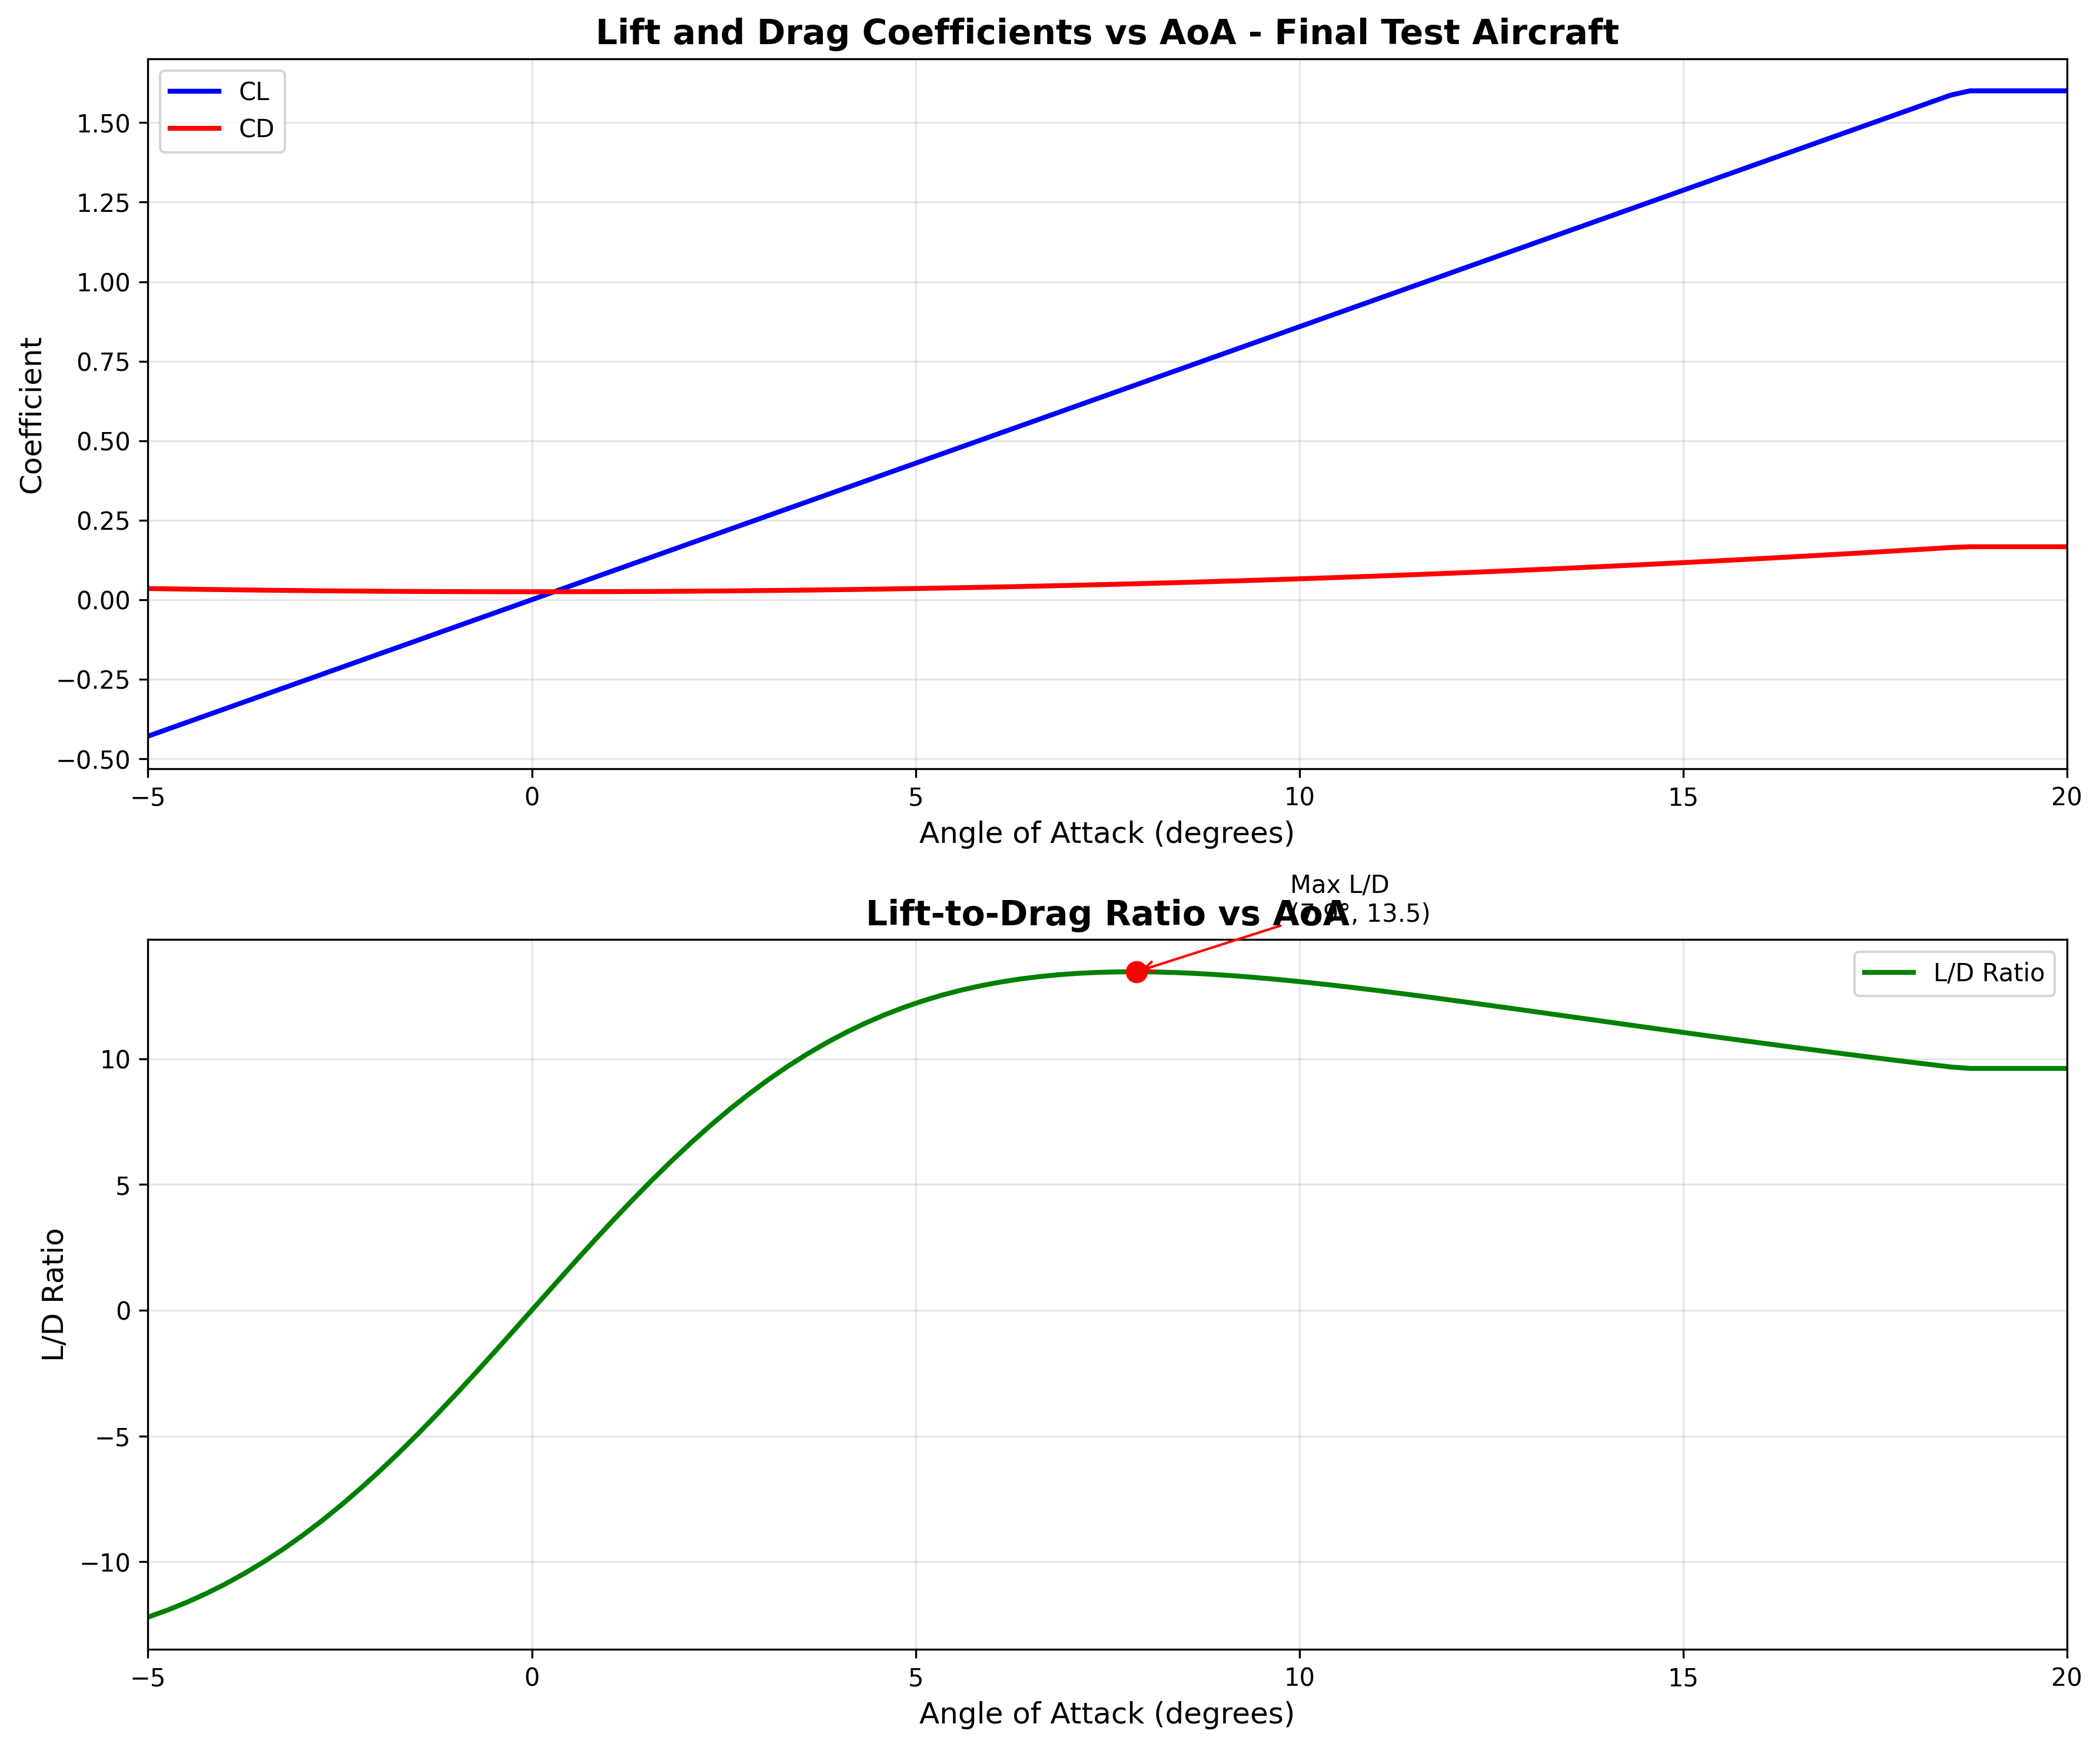 Lift and Drag Coefficients vs AoA - Final Test Aircraft
CL
CD
1.50
1.25
1.00
0.75
0.50
0.25
0.00
−0.25
−0.50
Coefficient
−5 0 5 10 15 20
Angle of Attack (degrees)
Max L/D
(7.9°, 13.5)
Lift-to-Drag Ratio vs AoA
L/D Ratio
10
5
0
−5
−10
L/D Ratio
−5 0 5 10 15 20
Angle of Attack (degrees)